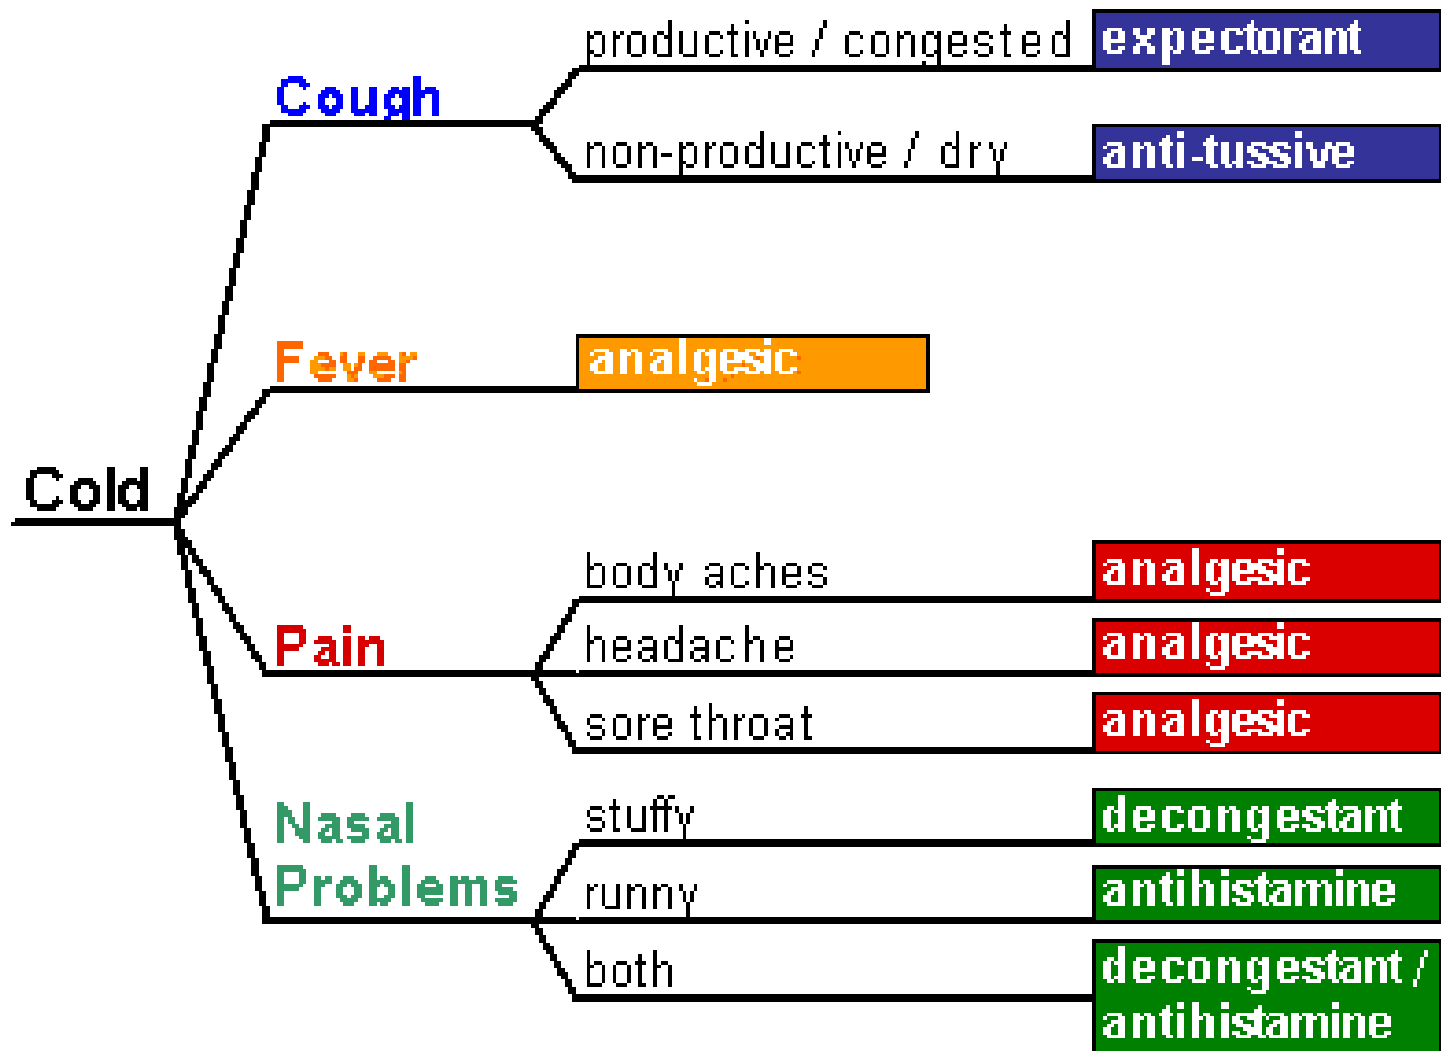 productive / congested expectorant
Cough
non-productive / dry anti-tussive
Fever analgesic
Cold
body aches analgesic
Pain
headache analgesic
sore throat analgesic
Nasal
Problems
stuffy decongestant
runny antihistamine
both decongestant /
antihistamine